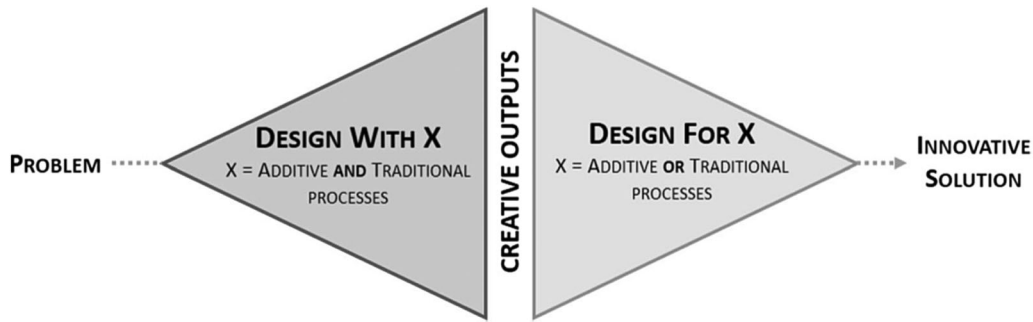 PROBLEM
DESIGN WITH X
X = ADDITIVE AND TRADITIONAL
PROCESSES
CREATIVE OUTPUTS
DESIGN FOR X
X = ADDITIVE OR TRADITIONAL
PROCESSES
INNOVATIVE
SOLUTION